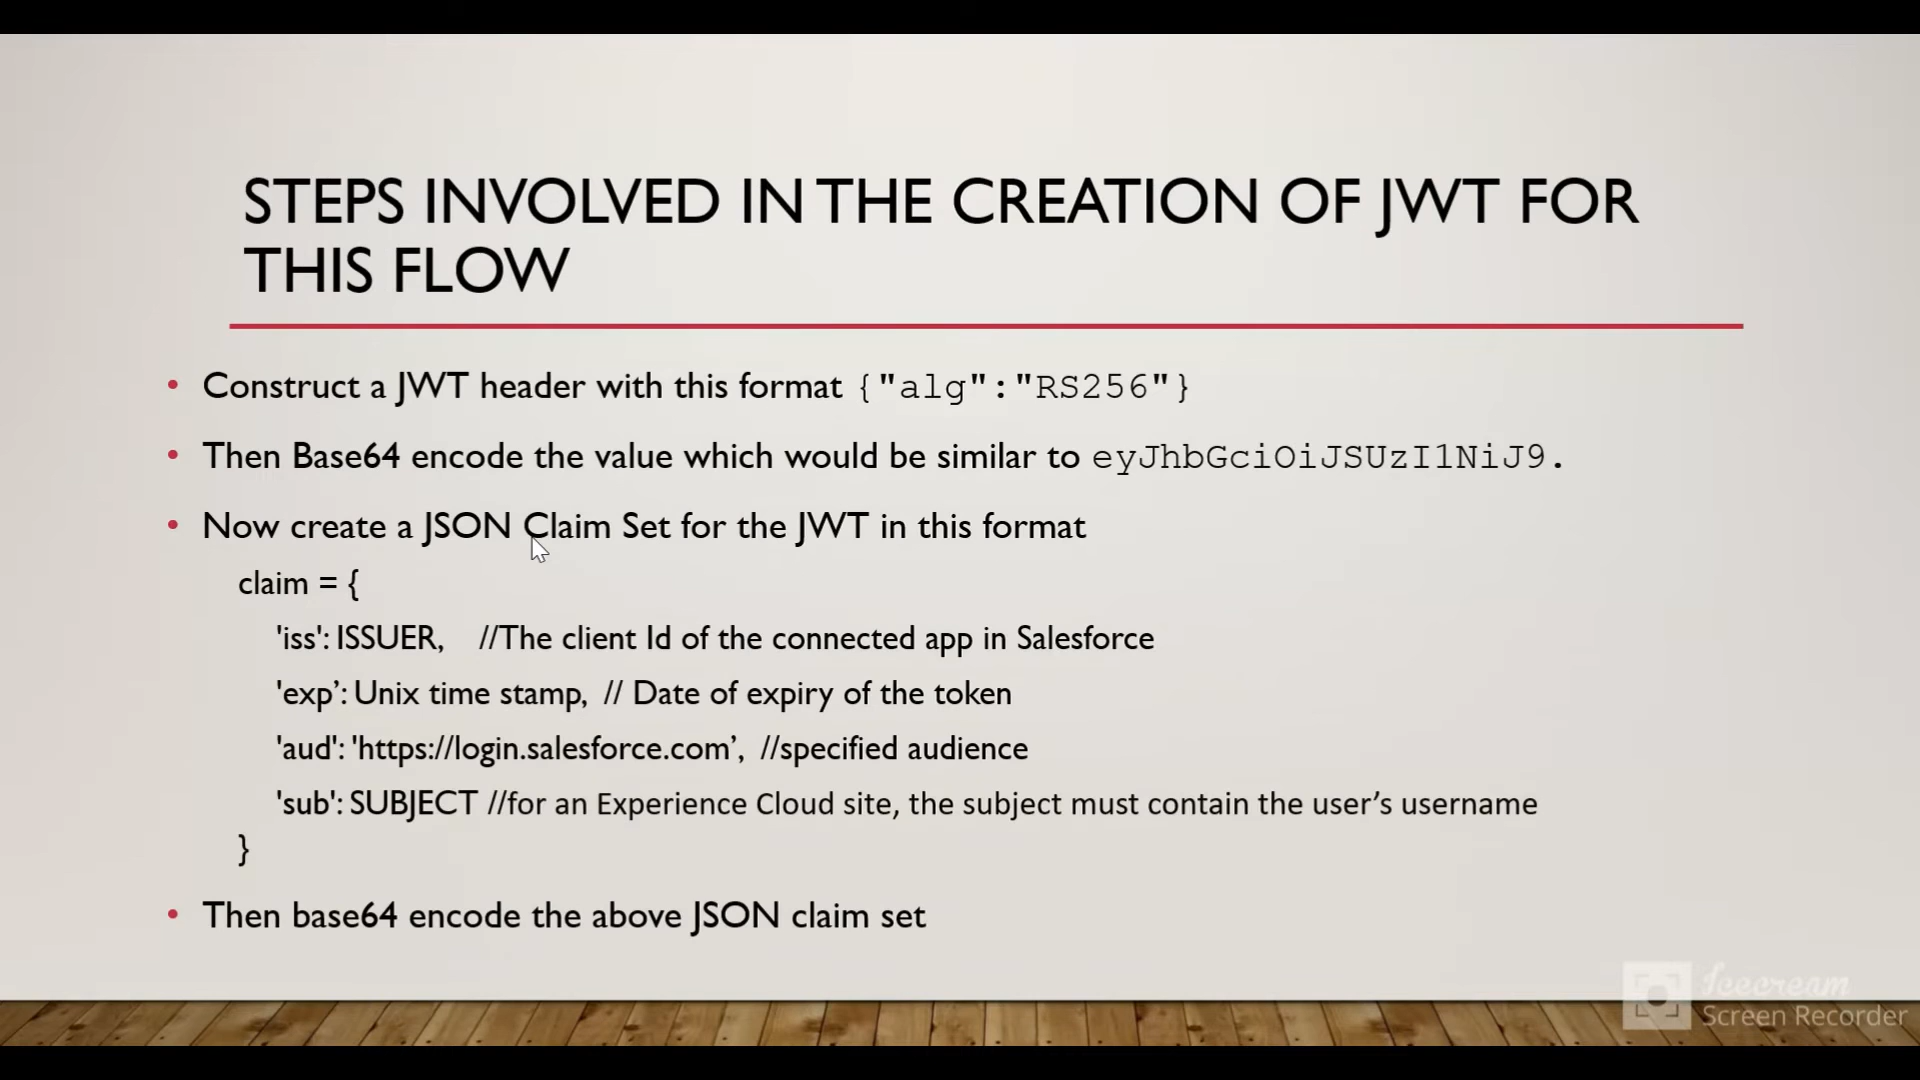 STEPS INVOLVED IN THE CREATION OF JWT FOR
THIS FLOW
• Construct a JWT header with this format {"alg":"RS256"}
• Then Base64 encode the value which would be similar to eyJhbGciOiJSUzI1NiJ9.
• Now create a JSON Claim Set for the JWT in this format
claim = {
'iss': ISSUER, //The client Id of the connected app in Salesforce
'exp’: Unix time stamp, // Date of expiry of the token
'aud': 'https://login.salesforce.com’, //specified audience
'sub': SUBJECT //for an Experience Cloud site, the subject must contain the user’s username
}
• Then base64 encode the above JSON claim set
Icecream
Screen Recorder